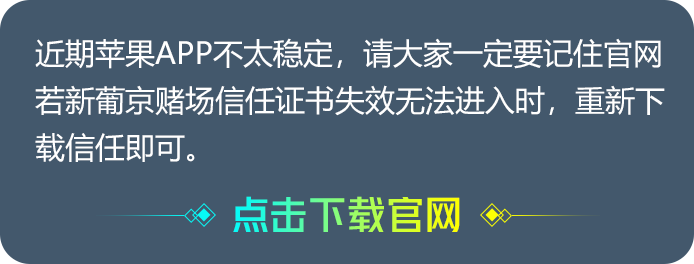 近期苹果APP不太稳定，请大家一定要记住官网
若新葡京赌场信任证书失效无法进入时，重新下
载信任即可。
点击下载官网